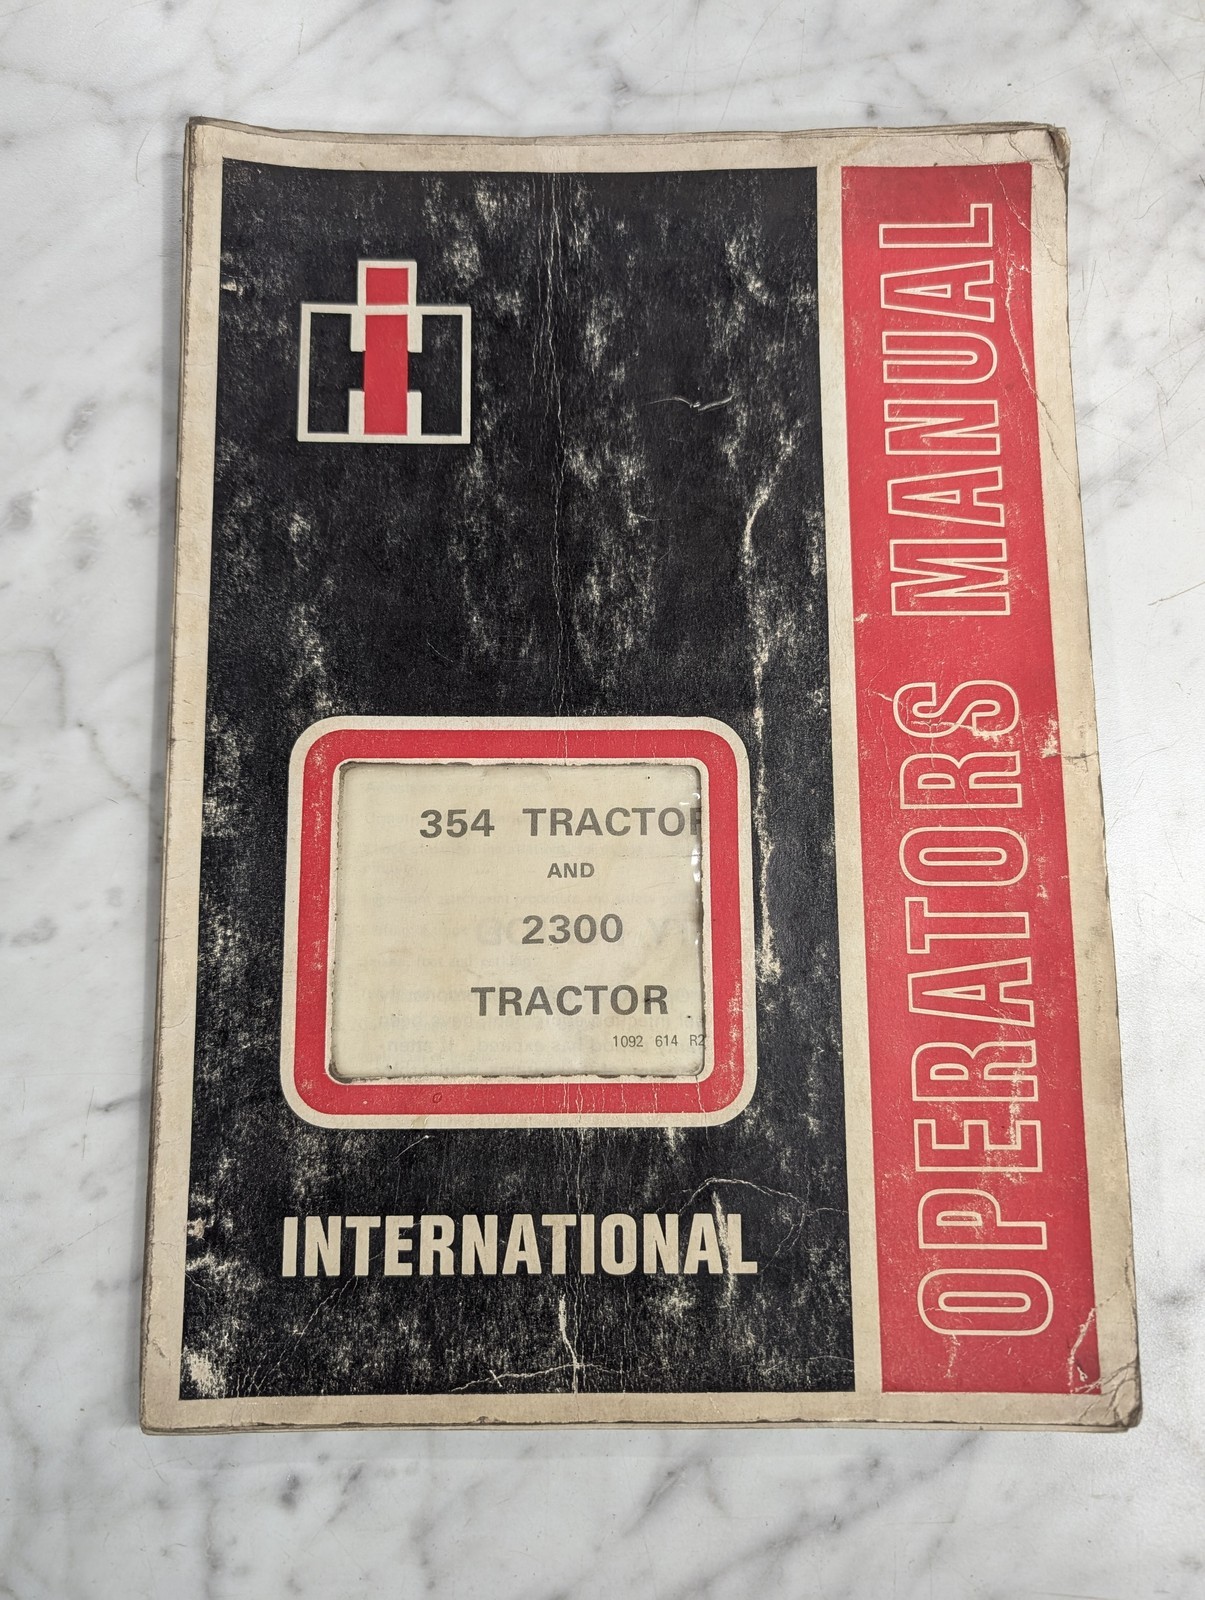 354 TRACTOR
AND
2300
TRACTOR
1092 614 R2
INTERNATIONAL
OPERATORS MANUAL